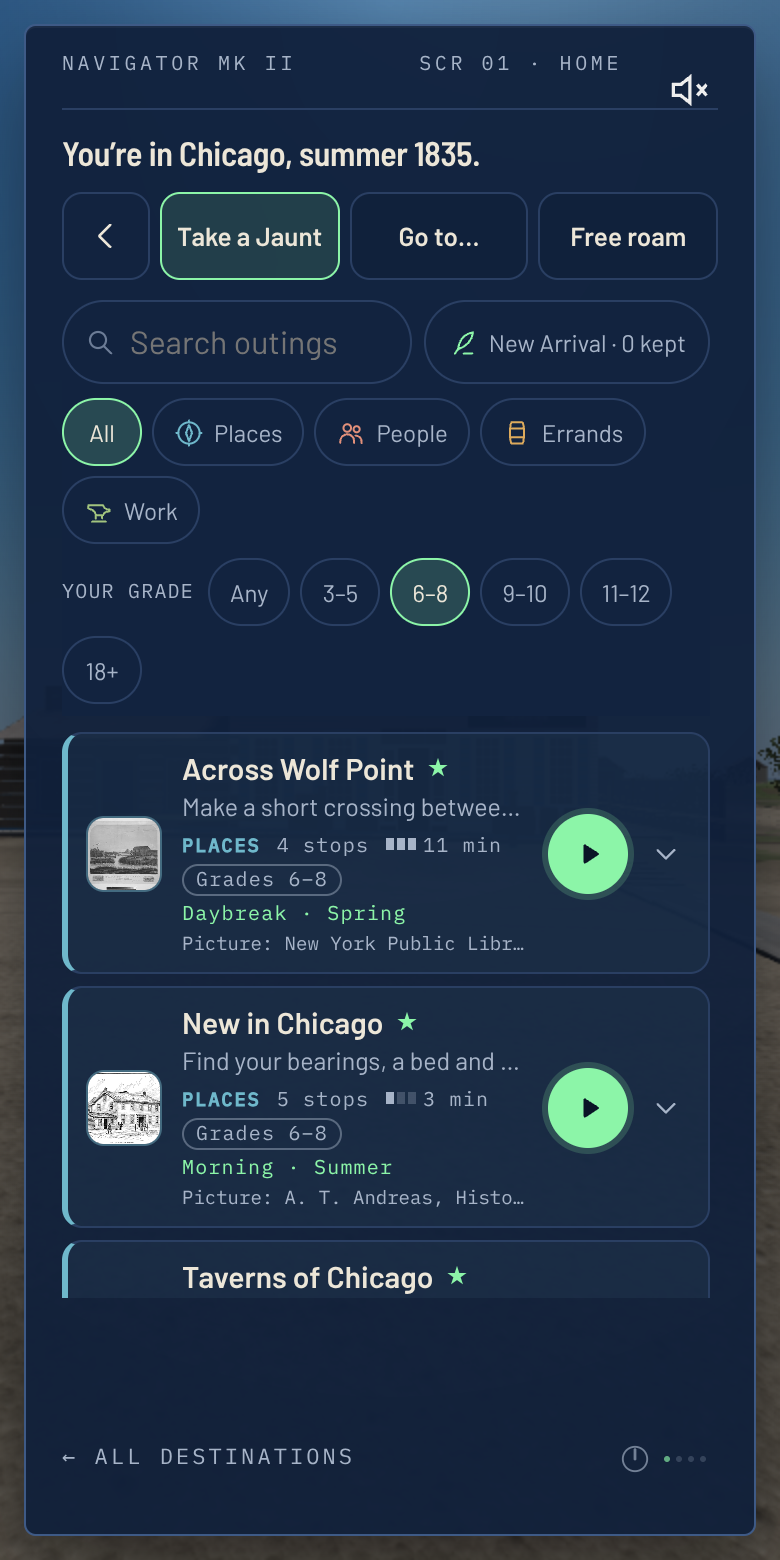 NAVIGATOR MK II SCR 01 · HOME
You’re in Chicago, summer 1835.
Take a Jaunt Go to… Free roam
Search outings New Arrival · 0 kept
All Places People Errands
Work
YOUR GRADE Any 3–5 6–8 9–10 11–12
18+
Across Wolf Point ★
Make a short crossing betwee…
PLACES 4 stops 11 min
Grades 6–8
Daybreak · Spring
Picture: New York Public Libr…
New in Chicago ★
Find your bearings, a bed and …
PLACES 5 stops 3 min
Grades 6–8
Morning · Summer
Picture: A. T. Andreas, Histo…
Taverns of Chicago ★
← ALL DESTINATIONS